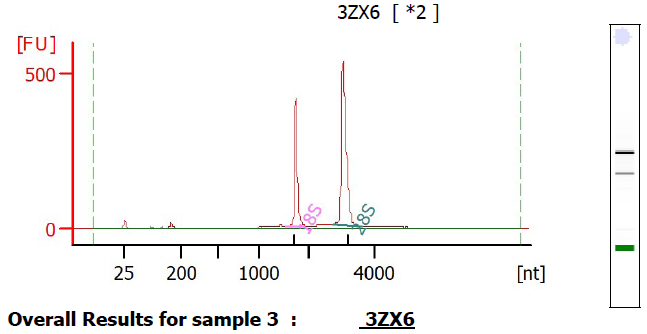 3ZX6 [ *2 ]
[FU]
500
0
18S
28S
25 200 1000 4000 [nt]
Overall Results for sample 3 : 3ZX6